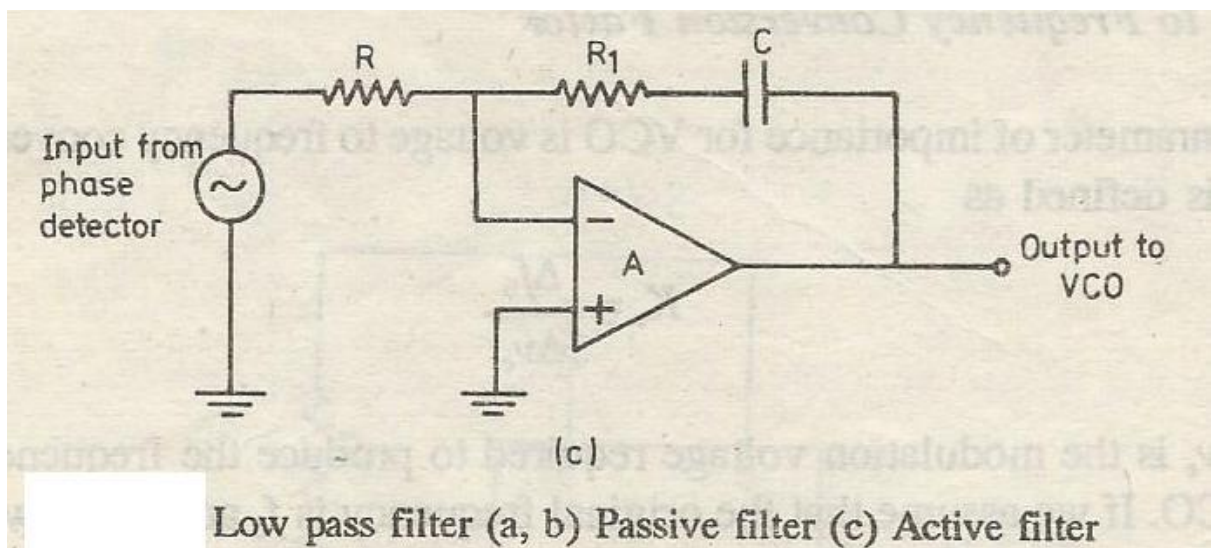 R
R1
C
Input from
phase
detector
~
−
A
+
Output to
VCO
(c)
Low pass filter (a, b) Passive filter (c) Active filter